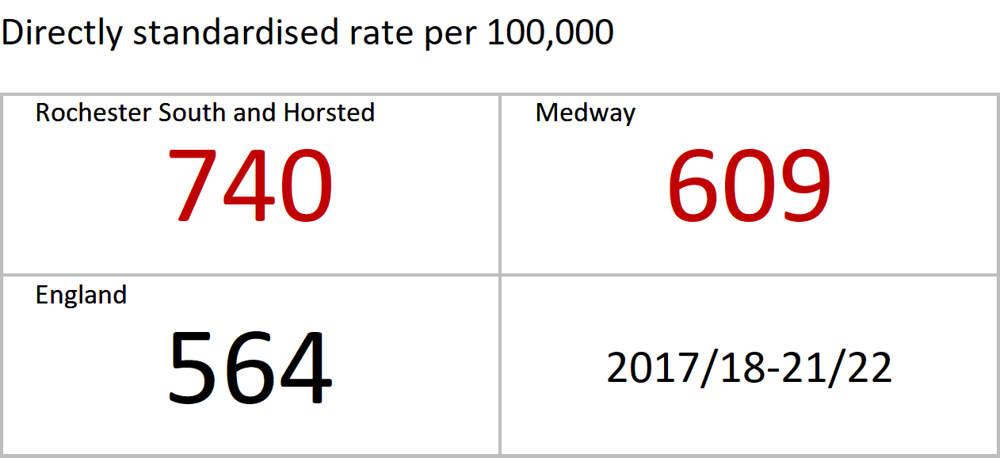 Directly standardised rate per 100,000
Rochester South and Horsted
740
Medway
609
England
564
2017/18-21/22